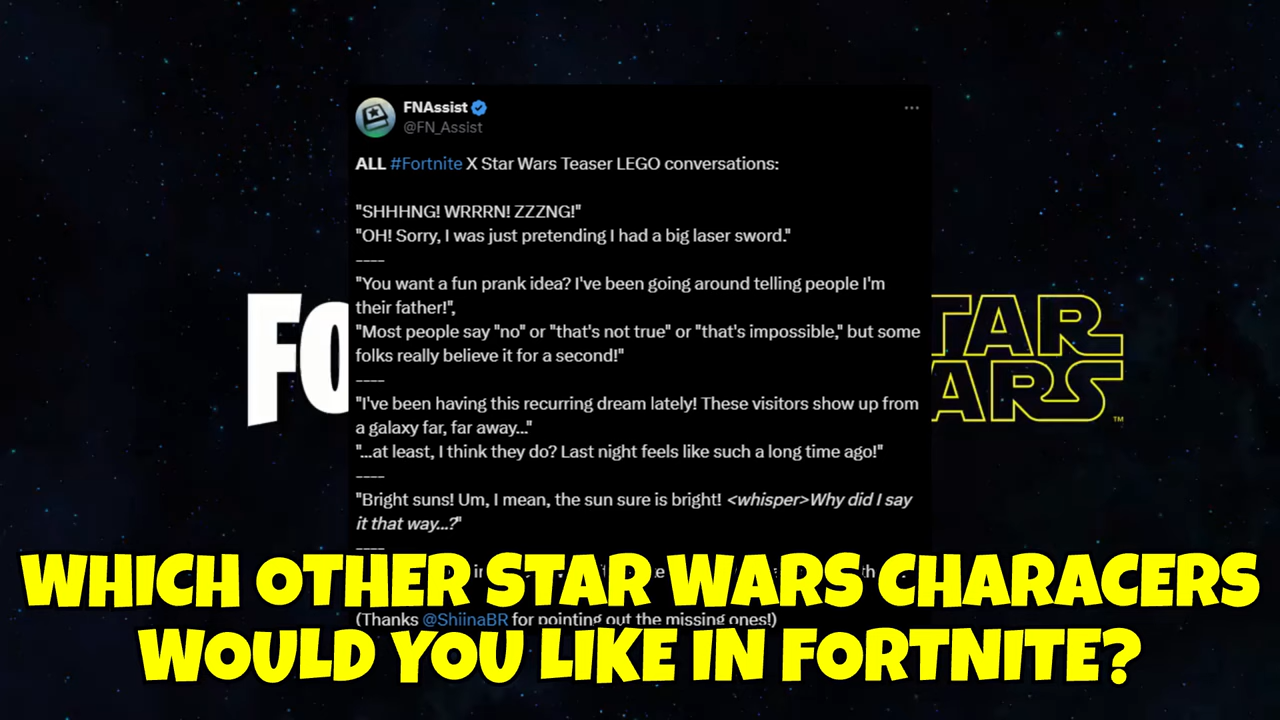 FNAssist
@FN_Assist
ALL #Fortnite X Star Wars Teaser LEGO conversations:
"SHHHNG! WRRRN! ZZZNG!"
"OH! Sorry, I was just pretending I had a big laser sword."
----
"You want a fun prank idea? I've been going around telling people I'm
their father!",
"Most people say "no" or "that's not true" or "that's impossible," but some
folks really believe it for a second!"
----
"I've been having this recurring dream lately! These visitors show up from
a galaxy far, far away..."
"...at least, I think they do? Last night feels like such a long time ago!"
----
"Bright suns! Um, I mean, the sun sure is bright! <whisper>Why did I say
it that way...?"
----
FO
TAR
ARS
TM
WHICH OTHER STAR WARS CHARACERS
(Thanks @ShiinaBR for pointing out the missing ones!)
WOULD YOU LIKE IN FORTNITE?